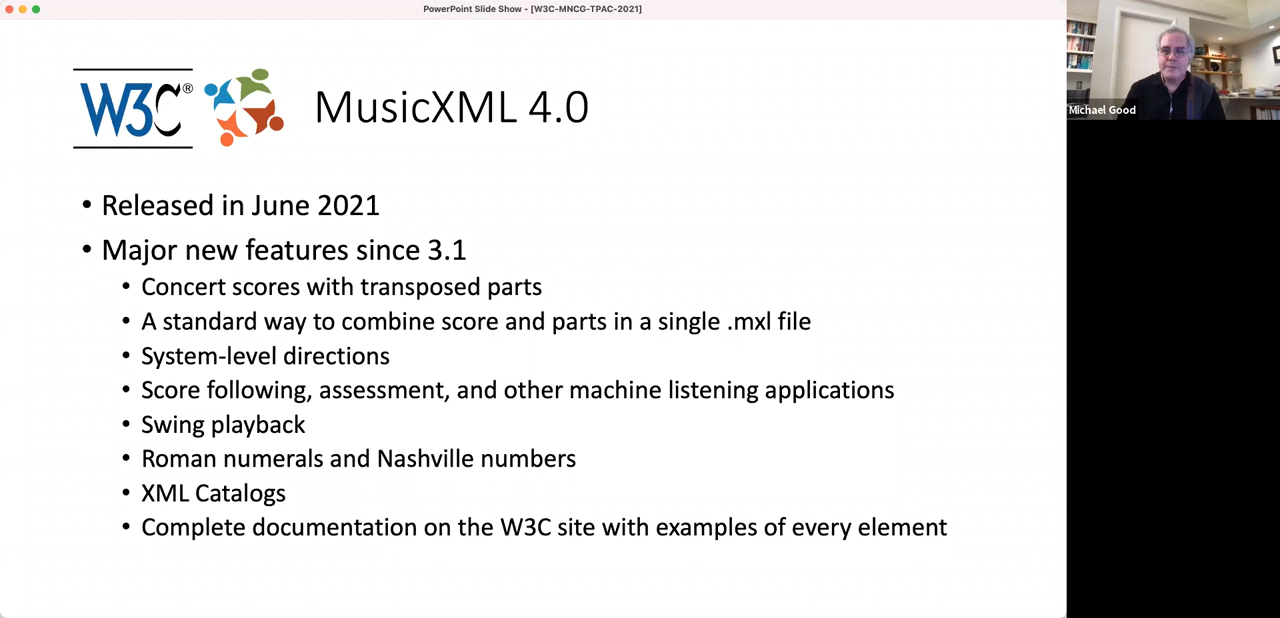 PowerPoint Slide Show - [W3C-MNCG-TPAC-2021]
W3C®
MusicXML 4.0
• Released in June 2021
• Major new features since 3.1
• Concert scores with transposed parts
• A standard way to combine score and parts in a single .mxl file
• System-level directions
• Score following, assessment, and other machine listening applications
• Swing playback
• Roman numerals and Nashville numbers
• XML Catalogs
• Complete documentation on the W3C site with examples of every element
Michael Good